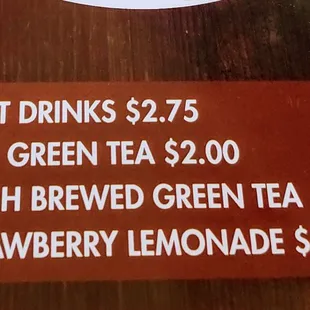 T DRINKS $2.75
GREEN TEA $2.00
H BREWED GREEN TEA
AWBERRY LEMONADE $